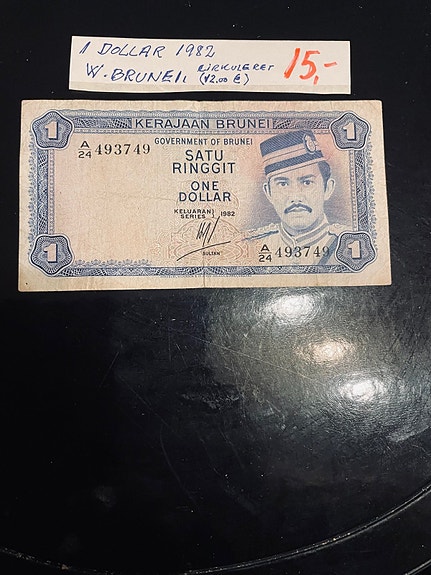 1 DOLLAR 1982
W. BRUNEI. CIRKULERET 15,-
(V2.00 £)
KERAJAAN BRUNEI
1 1
GOVERNMENT OF BRUNEI
A/24 493749
SATU
RINGGIT
ONE
DOLLAR
KELUARAN 1982
SERIES
SULTAN
A/24 493749
1 1